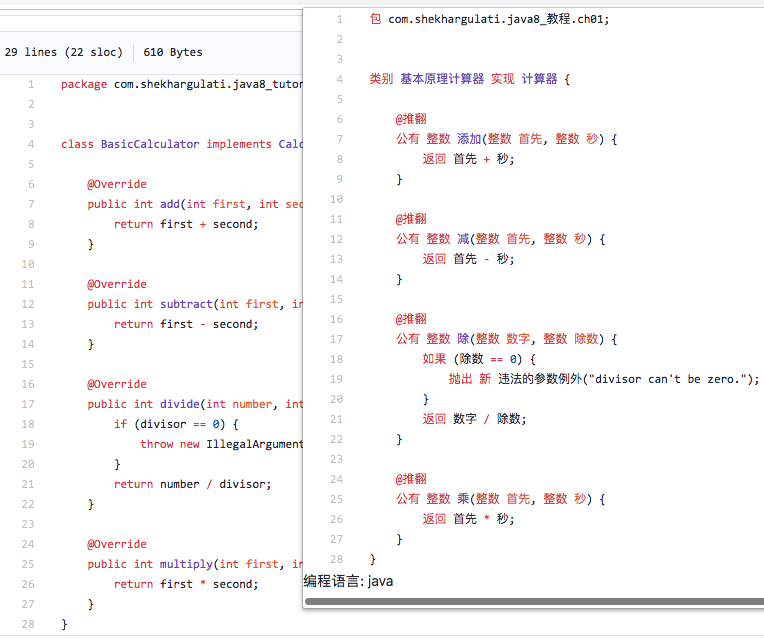 29 lines (22 sloc) 610 Bytes
1 package com.shekhargulati.java8_tutor
2
3
4 class BasicCalculator implements Calc
5
6 @Override
7 public int add(int first, int sec
8 return first + second;
9 }
10
11 @Override
12 public int subtract(int first, in
13 return first - second;
14 }
15
16 @Override
17 public int divide(int number, int
18 if (divisor == 0) {
19 throw new IllegalArgument
20 }
21 return number / divisor;
22 }
23
24 @Override
25 public int multiply(int first, in
26 return first * second;
27 }
28 }
1 包 com.shekhargulati.java8_教程.ch01;
2
3
4 类别 基本原理计算器 实现 计算器 {
5
6 @推翻
7 公有 整数 添加(整数 首先, 整数 秒) {
8 返回 首先 + 秒;
9 }
10
11 @推翻
12 公有 整数 减(整数 首先, 整数 秒) {
13 返回 首先 - 秒;
14 }
15
16 @推翻
17 公有 整数 除(整数 数字, 整数 除数) {
18 如果 (除数 == 0) {
19 抛出 新 违法的参数例外("divisor can't be zero.");
20 }
21 返回 数字 / 除数;
22 }
23
24 @推翻
25 公有 整数 乘(整数 首先, 整数 秒) {
26 返回 首先 * 秒;
27 }
28 }
编程语言: java